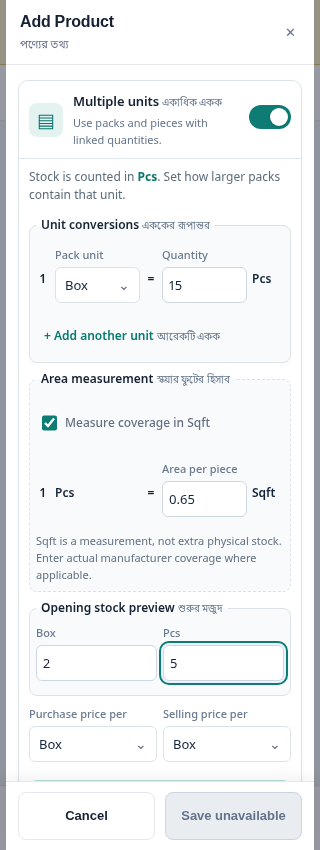 Add Product
পণ্যের তথ্য
×
Multiple units একাধিক একক
Use packs and pieces with
linked quantities.
Stock is counted in Pcs. Set how larger packs
contain that unit.
Unit conversions এককের রূপান্তর
Pack unit Quantity
1 Box = 15 Pcs
+ Add another unit আরেকটি একক
Area measurement স্কয়ার ফুটের হিসাব
Measure coverage in Sqft
Area per piece
1 Pcs = 0.65 Sqft
Sqft is a measurement, not extra physical stock.
Enter actual manufacturer coverage where
applicable.
Opening stock preview শুরুর মজুদ
Box Pcs
2 5
Purchase price per Selling price per
Box Box
Cancel Save unavailable